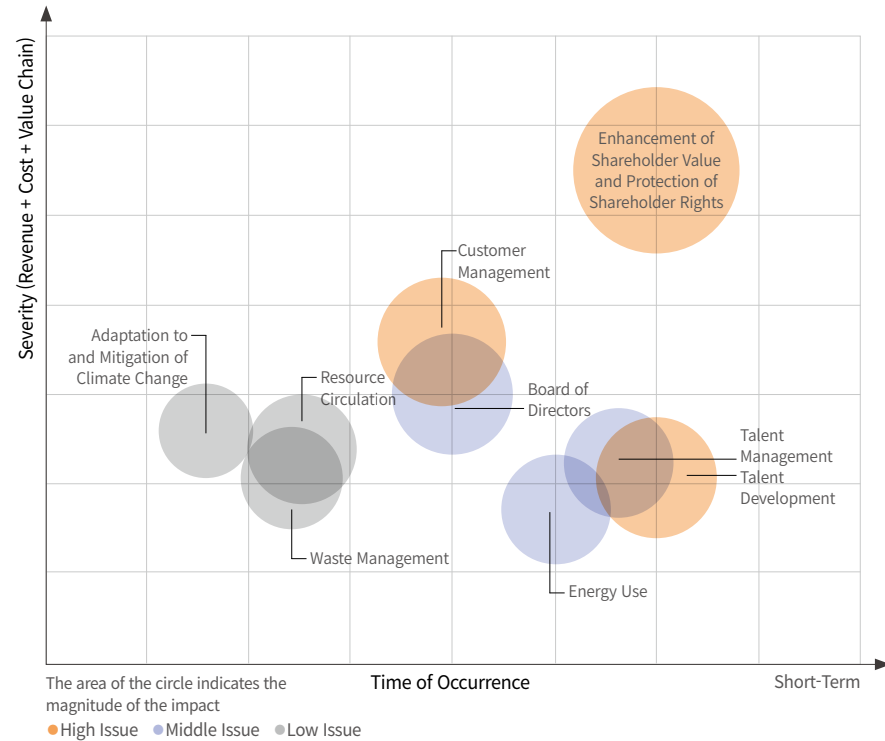 Severity (Revenue + Cost + Value Chain)
Enhancement of
Shareholder Value
and Protection of
Shareholder Rights
Customer
Management
Adaptation to
and Mitigation of
Climate Change
Resource
Circulation
Board of
Directors
Talent
Management
Talent
Development
Waste Management
Energy Use
The area of the circle indicates the
magnitude of the impact
Time of Occurrence
Short-Term
High Issue
Middle Issue
Low Issue